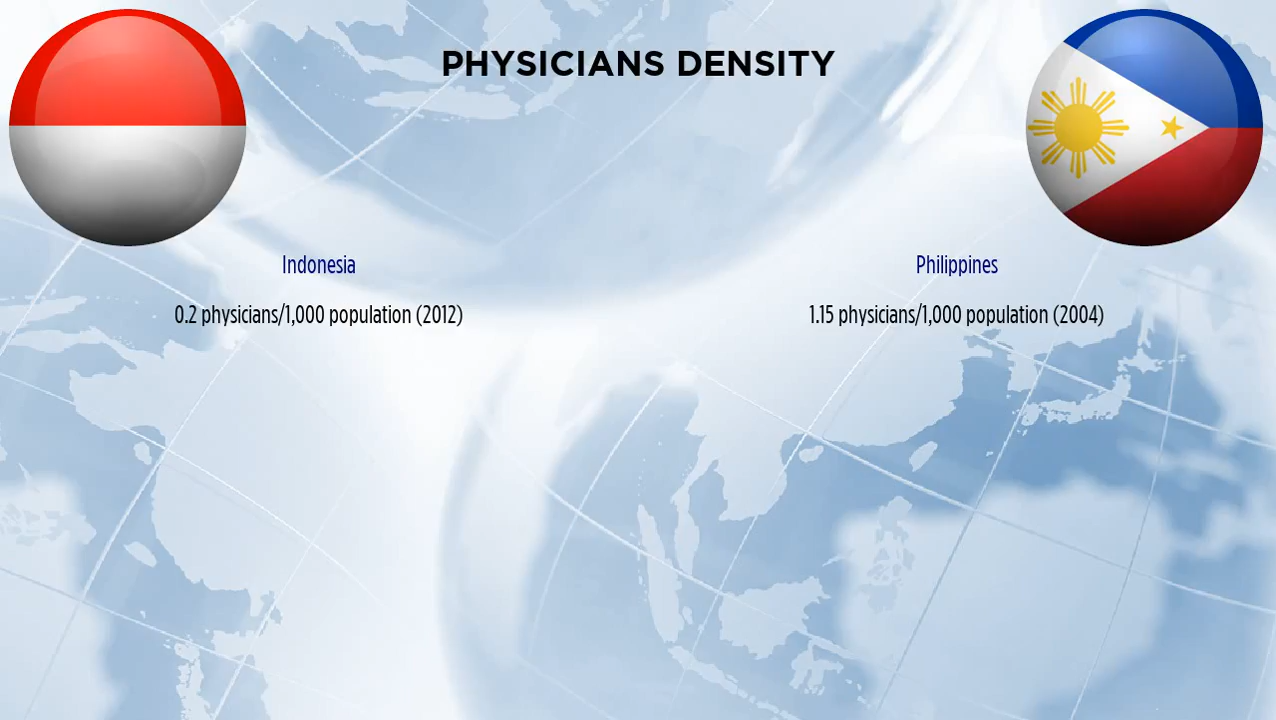 PHYSICIANS DENSITY
Indonesia
0.2 physicians/1,000 population (2012)
Philippines
1.15 physicians/1,000 population (2004)